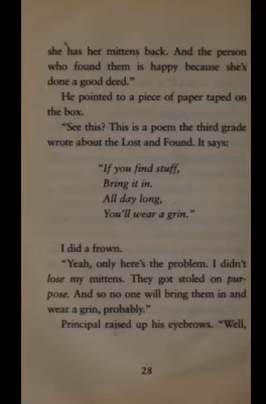 she has her mittens back. And the person
who found them is happy because she's
done a good deed."
He pointed to a piece of paper taped on
the box.
"See this? This is a poem the third grade
wrote about the Lost and Found. It says:
"If you find stuff,
Bring it in.
All day long,
You'll wear a grin."
I did a frown.
"Yeah, only here's the problem. I didn't
lose my mittens. They got stoled on pur-
pose. And so no one will bring them in and
wear a grin, probably."
Principal raised up his eyebrows. "Well,
28